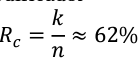 R_c = k/n ≈ 62%